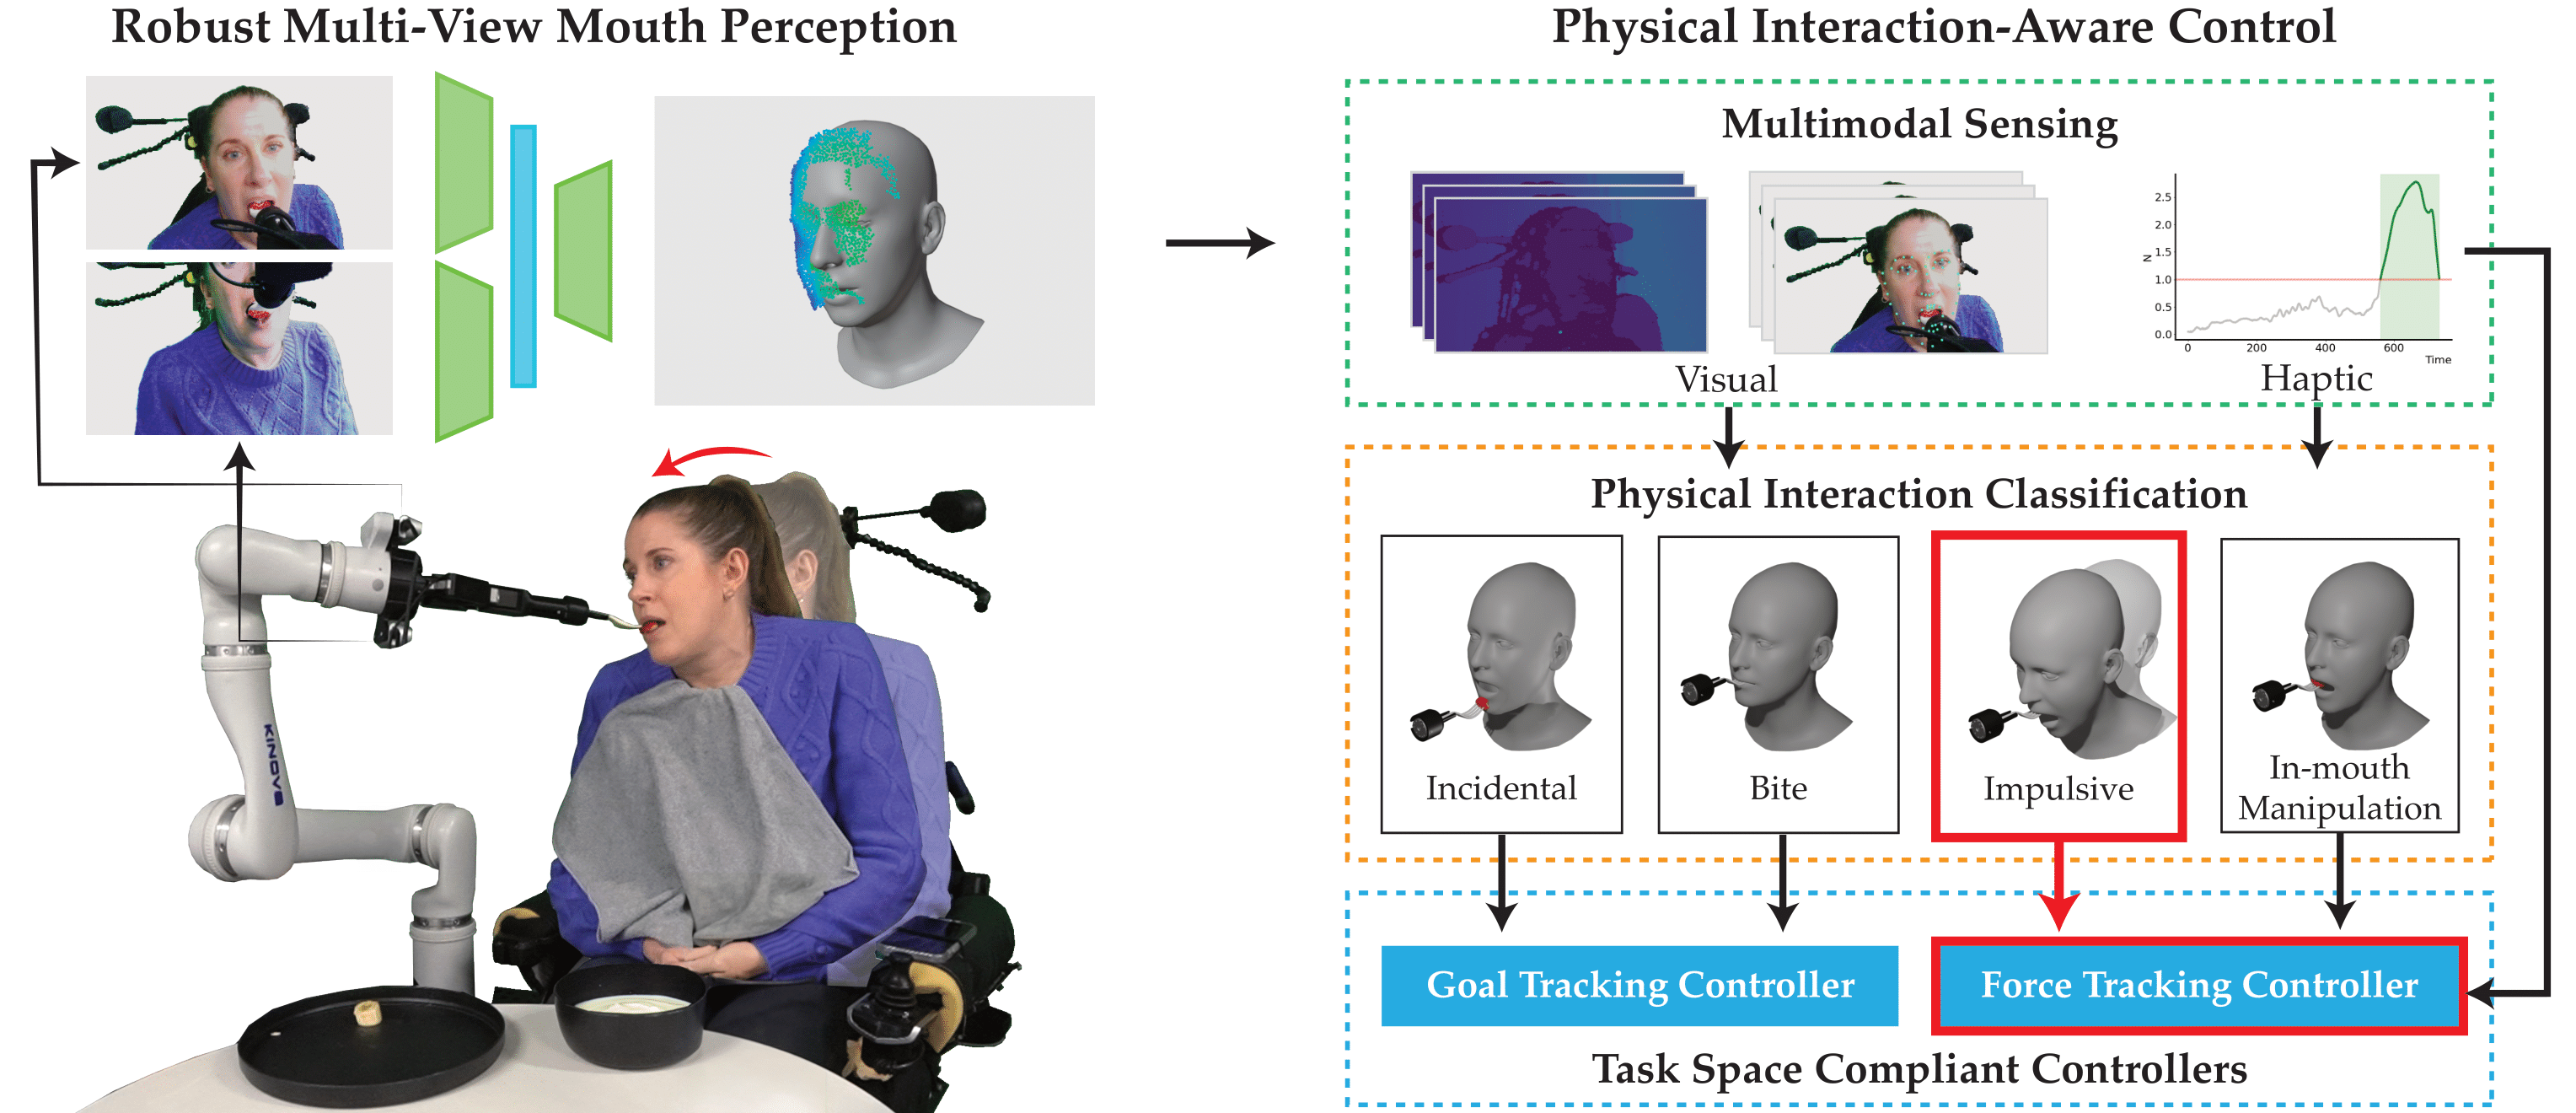 Robust Multi-View Mouth Perception
Physical Interaction-Aware Control
Multimodal Sensing
2.5
2.0
1.5
1.0
0.5
0.0
N
0
200
400
600
Time
Visual
Haptic
Physical Interaction Classification
Incidental
Bite
Impulsive
In-mouth
Manipulation
Goal Tracking Controller
Force Tracking Controller
Task Space Compliant Controllers
KINOVA